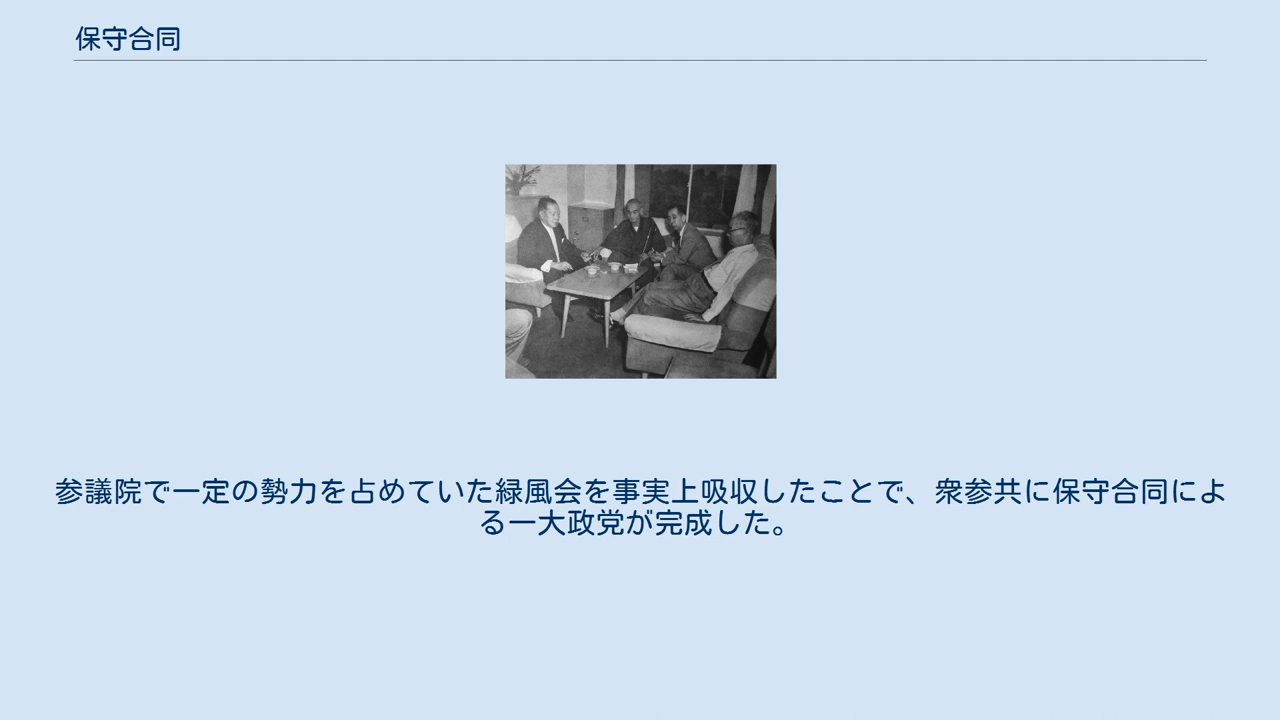 保守合同
参議院で一定の勢力を占めていた緑風会を事実上吸収したことで、衆参共に保守合同によ
る一大政党が完成した。